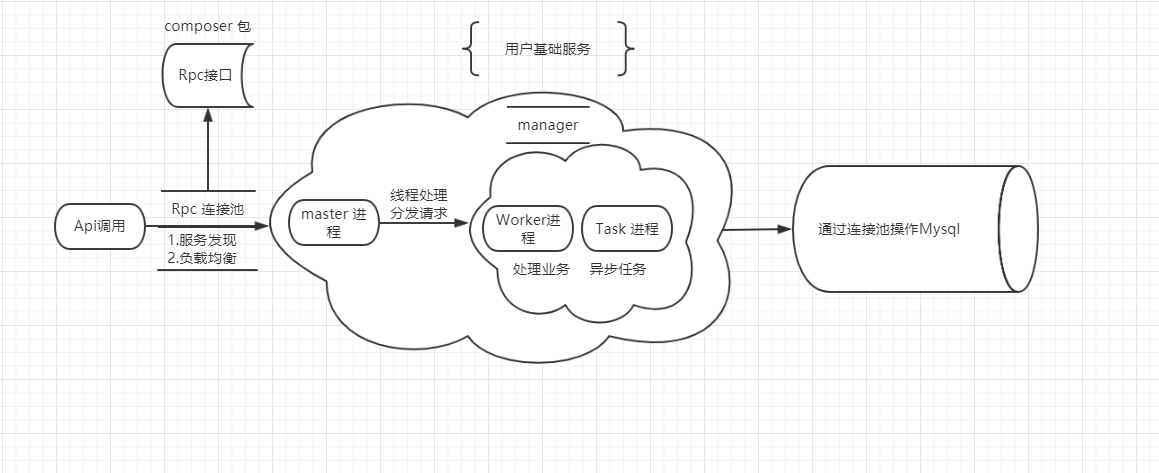 composer 包
Rpc接口
用户基础服务
manager
Api调用
Rpc 连接池
1.服务发现
2.负载均衡
master 进
程
线程处理
分发请求
Worker进
程
Task 进程
处理业务
异步任务
通过连接池操作Mysql